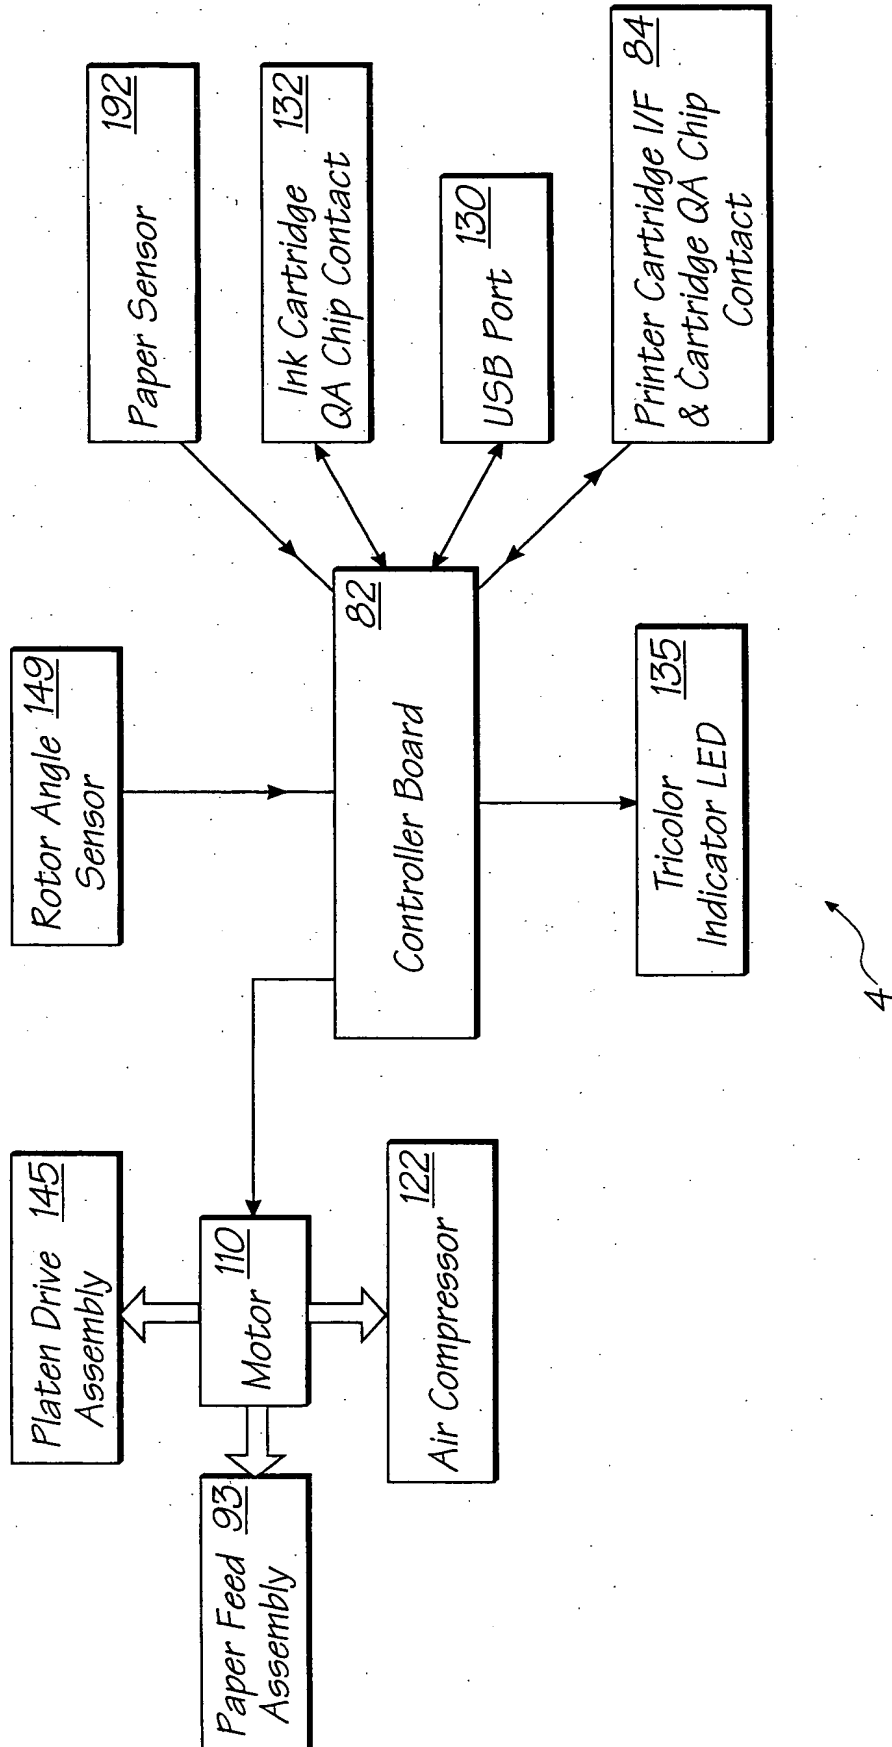 Paper Sensor 192
Ink Cartridge 132
QA Chip Contact
USB Port 130
Printer Cartridge I/F 84
& Cartridge QA Chip
Contact
Rotor Angle 149
Sensor
82
Controller Board
Tricolor 135
Indicator LED
Platen Drive 145
Assembly
110
Motor
Air Compressor 122
Paper Feed 93
Assembly
4